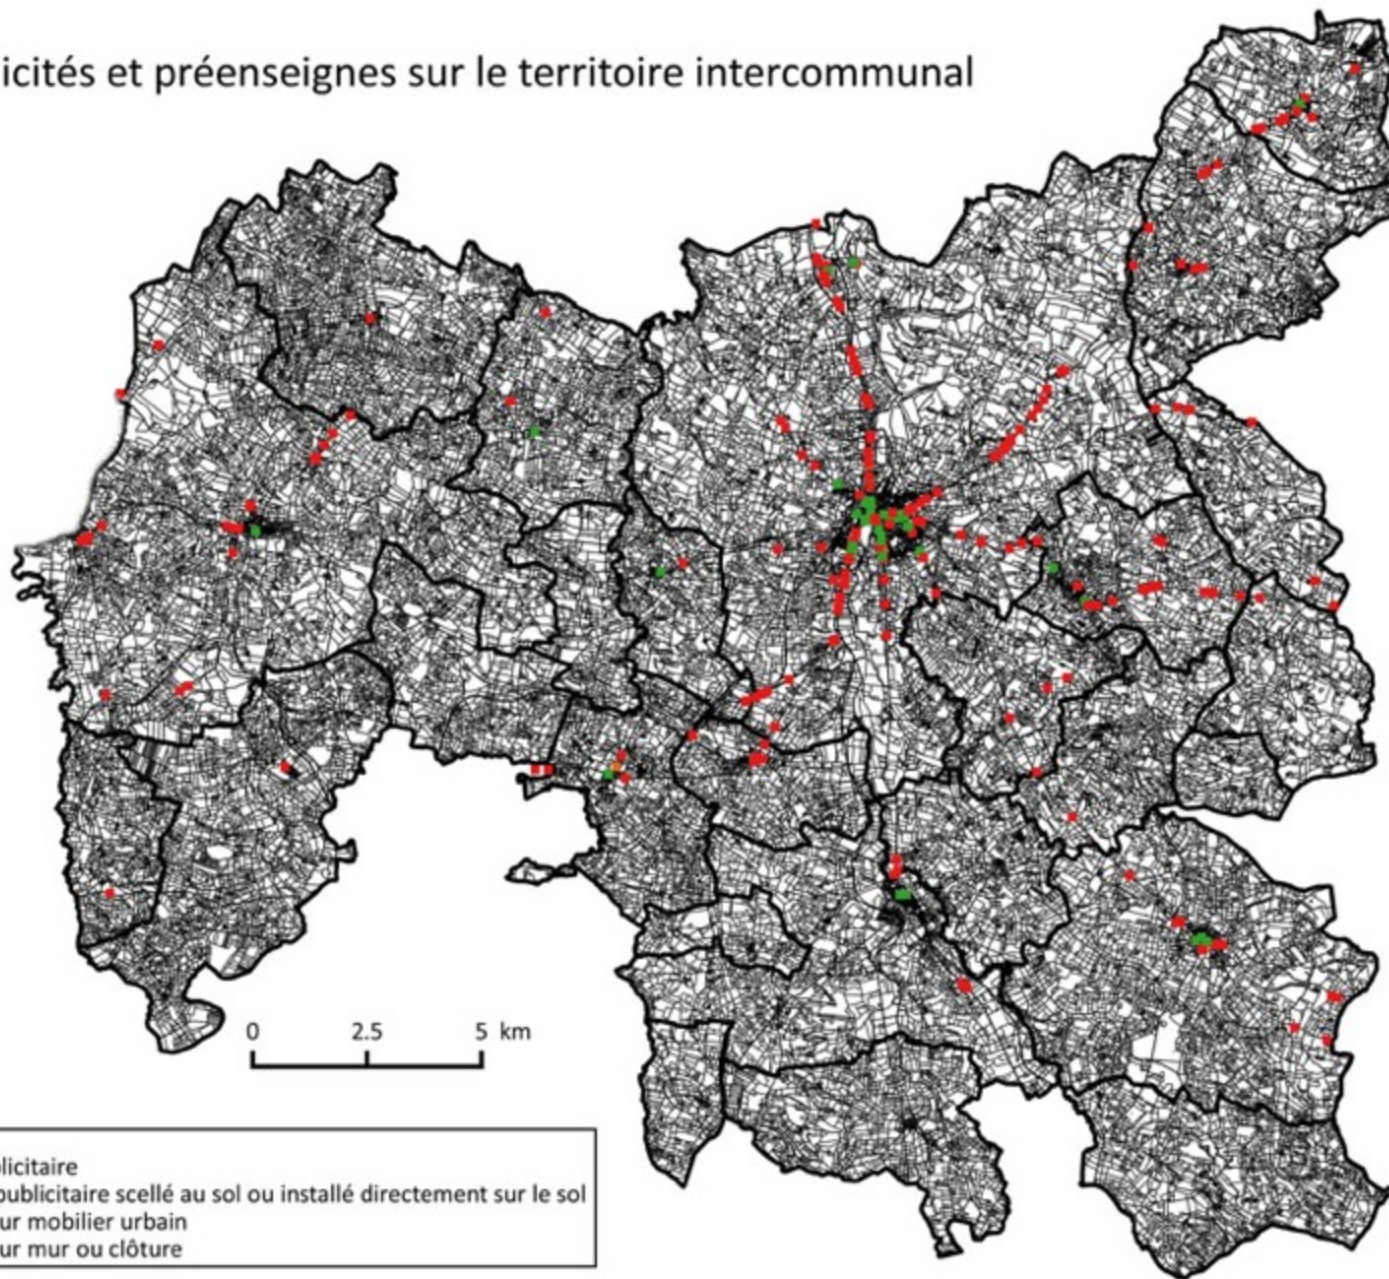 icités et préenseignes sur le territoire intercommunal
0 2.5 5 km
licitaire
publicitaire scellé au sol ou installé directement sur le sol
ur mobilier urbain
ur mur ou clôture